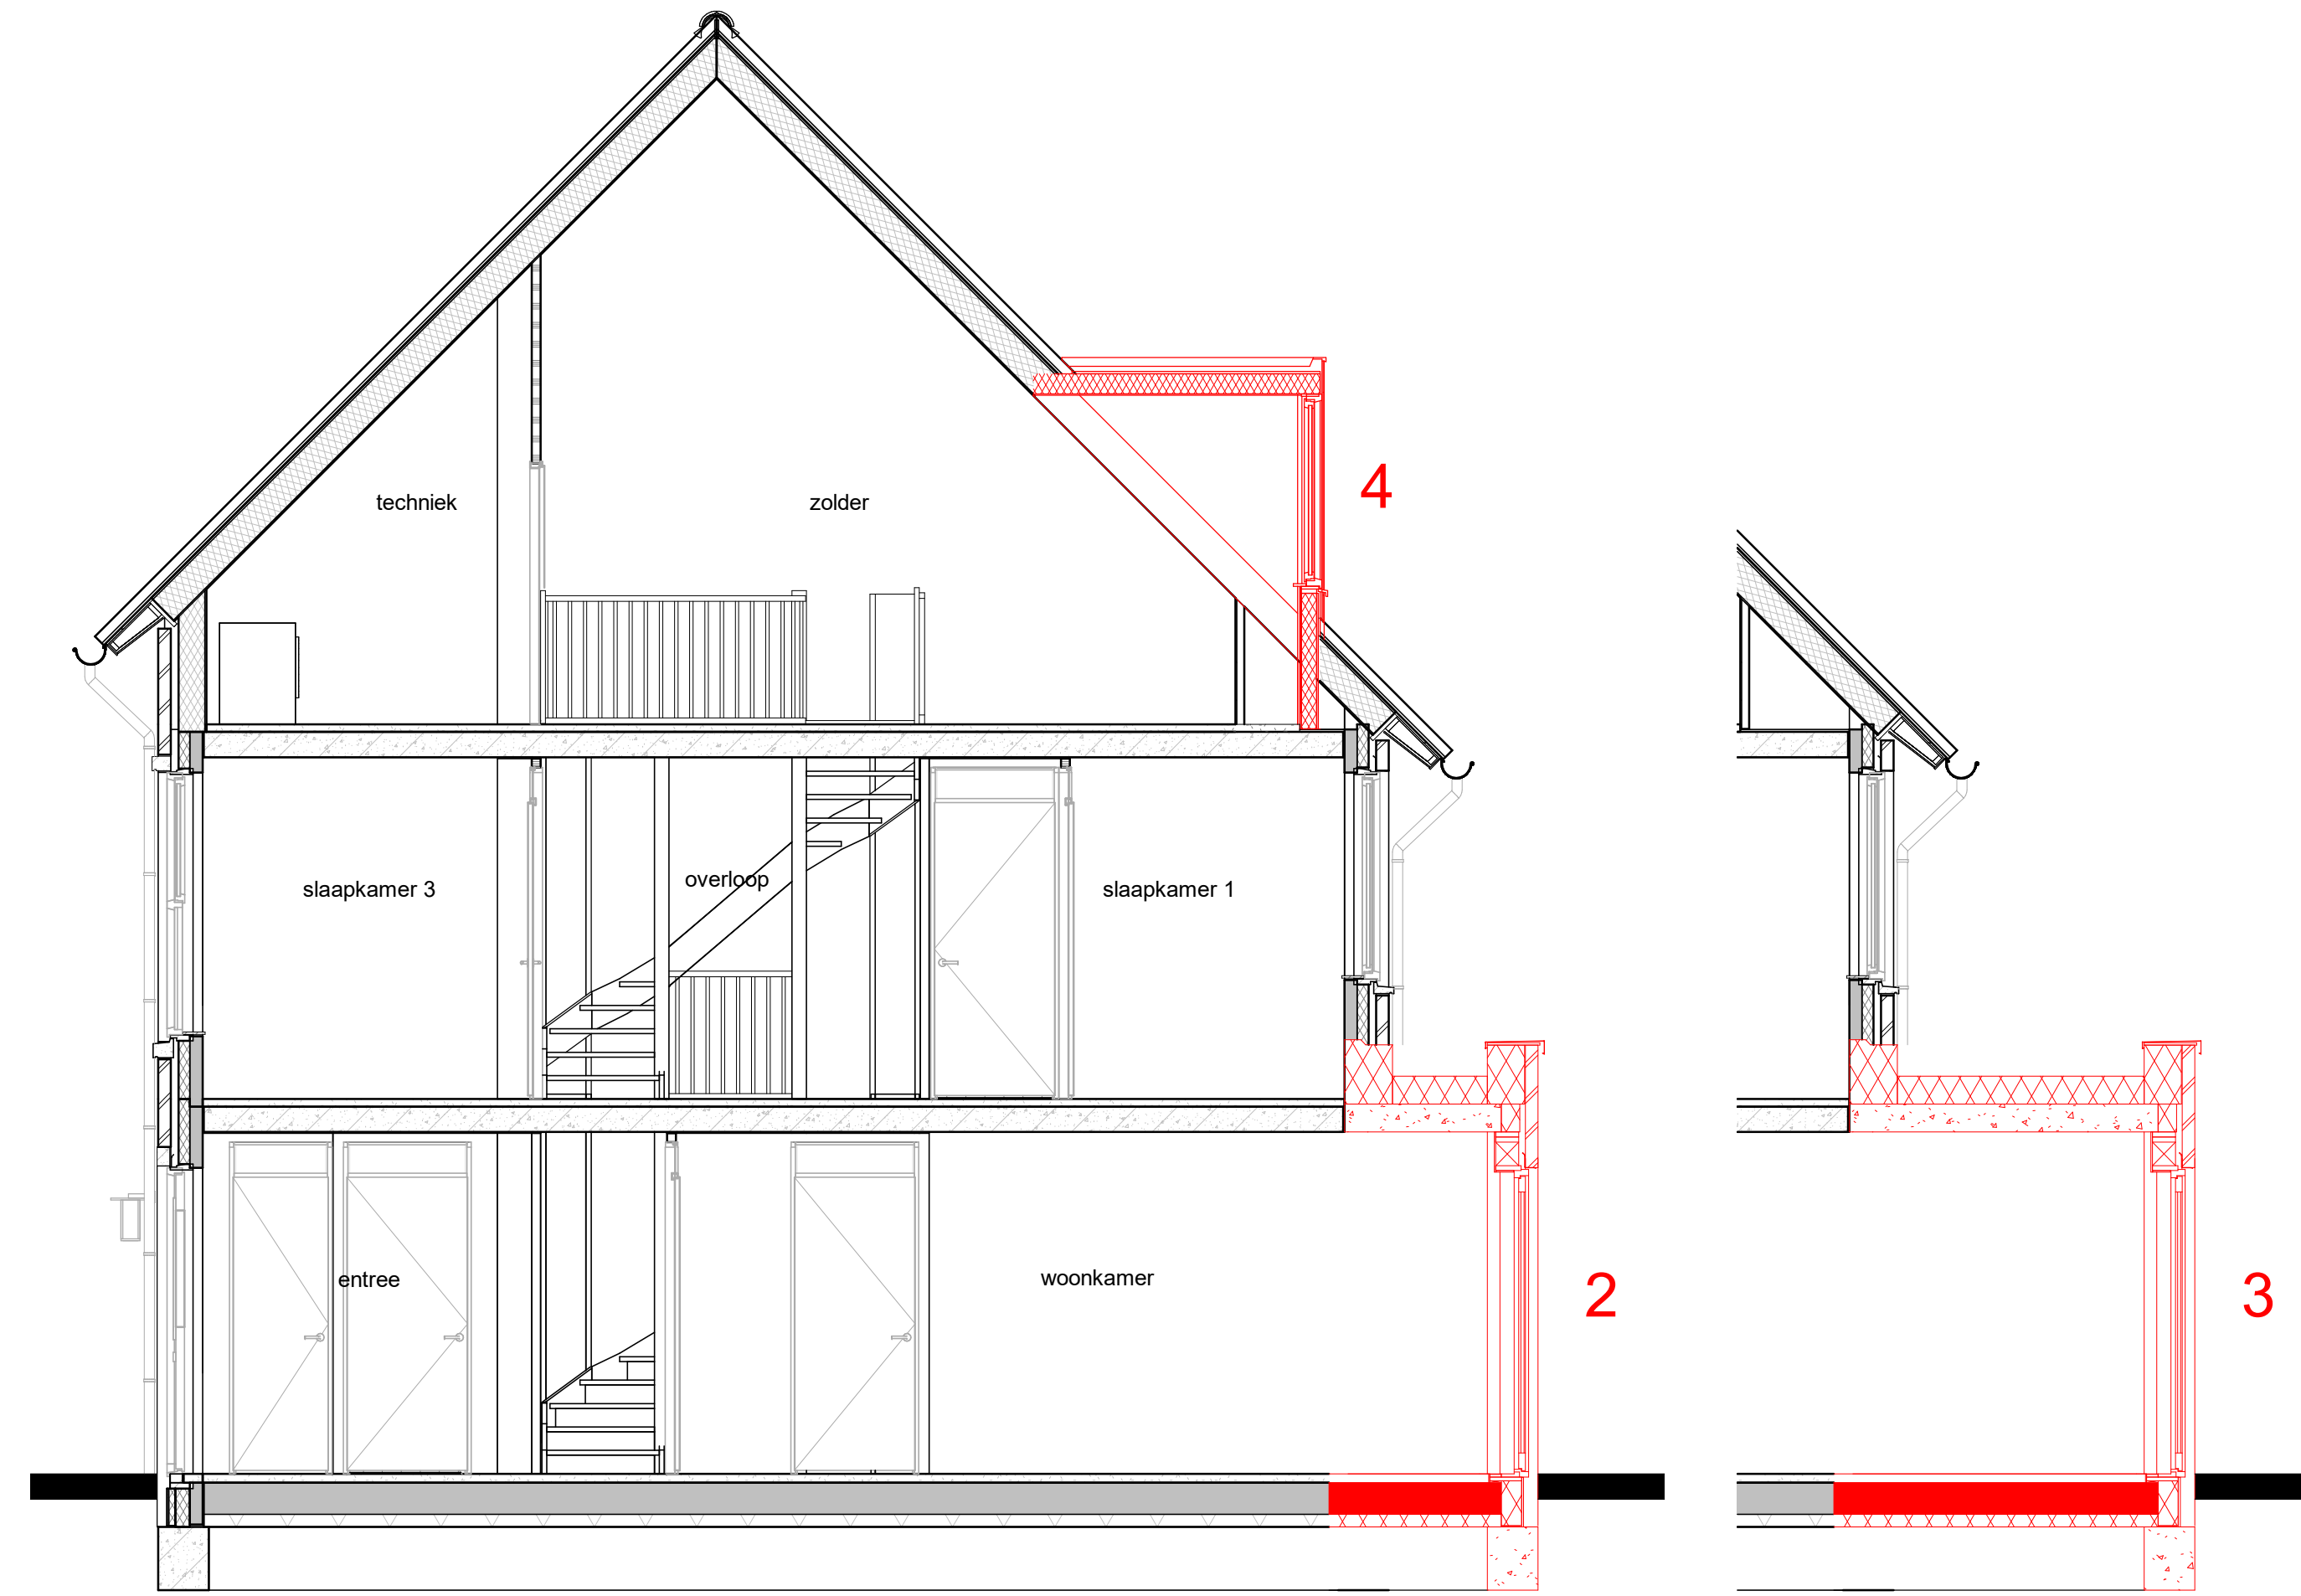 techniek
zolder
4
slaapkamer 3
overloop
slaapkamer 1
entree
woonkamer
2
3